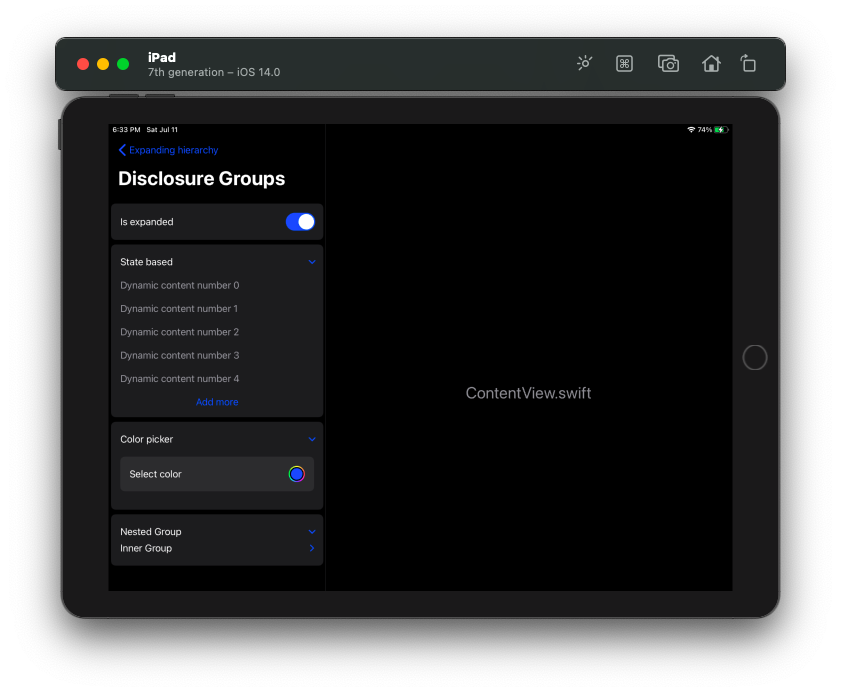 iPad
7th generation – iOS 14.0
6:33 PM Sat Jul 11
74%
Expanding hierarchy
Disclosure Groups
Is expanded
State based
Dynamic content number 0
Dynamic content number 1
Dynamic content number 2
Dynamic content number 3
Dynamic content number 4
Add more
Color picker
Select color
Nested Group
Inner Group
ContentView.swift